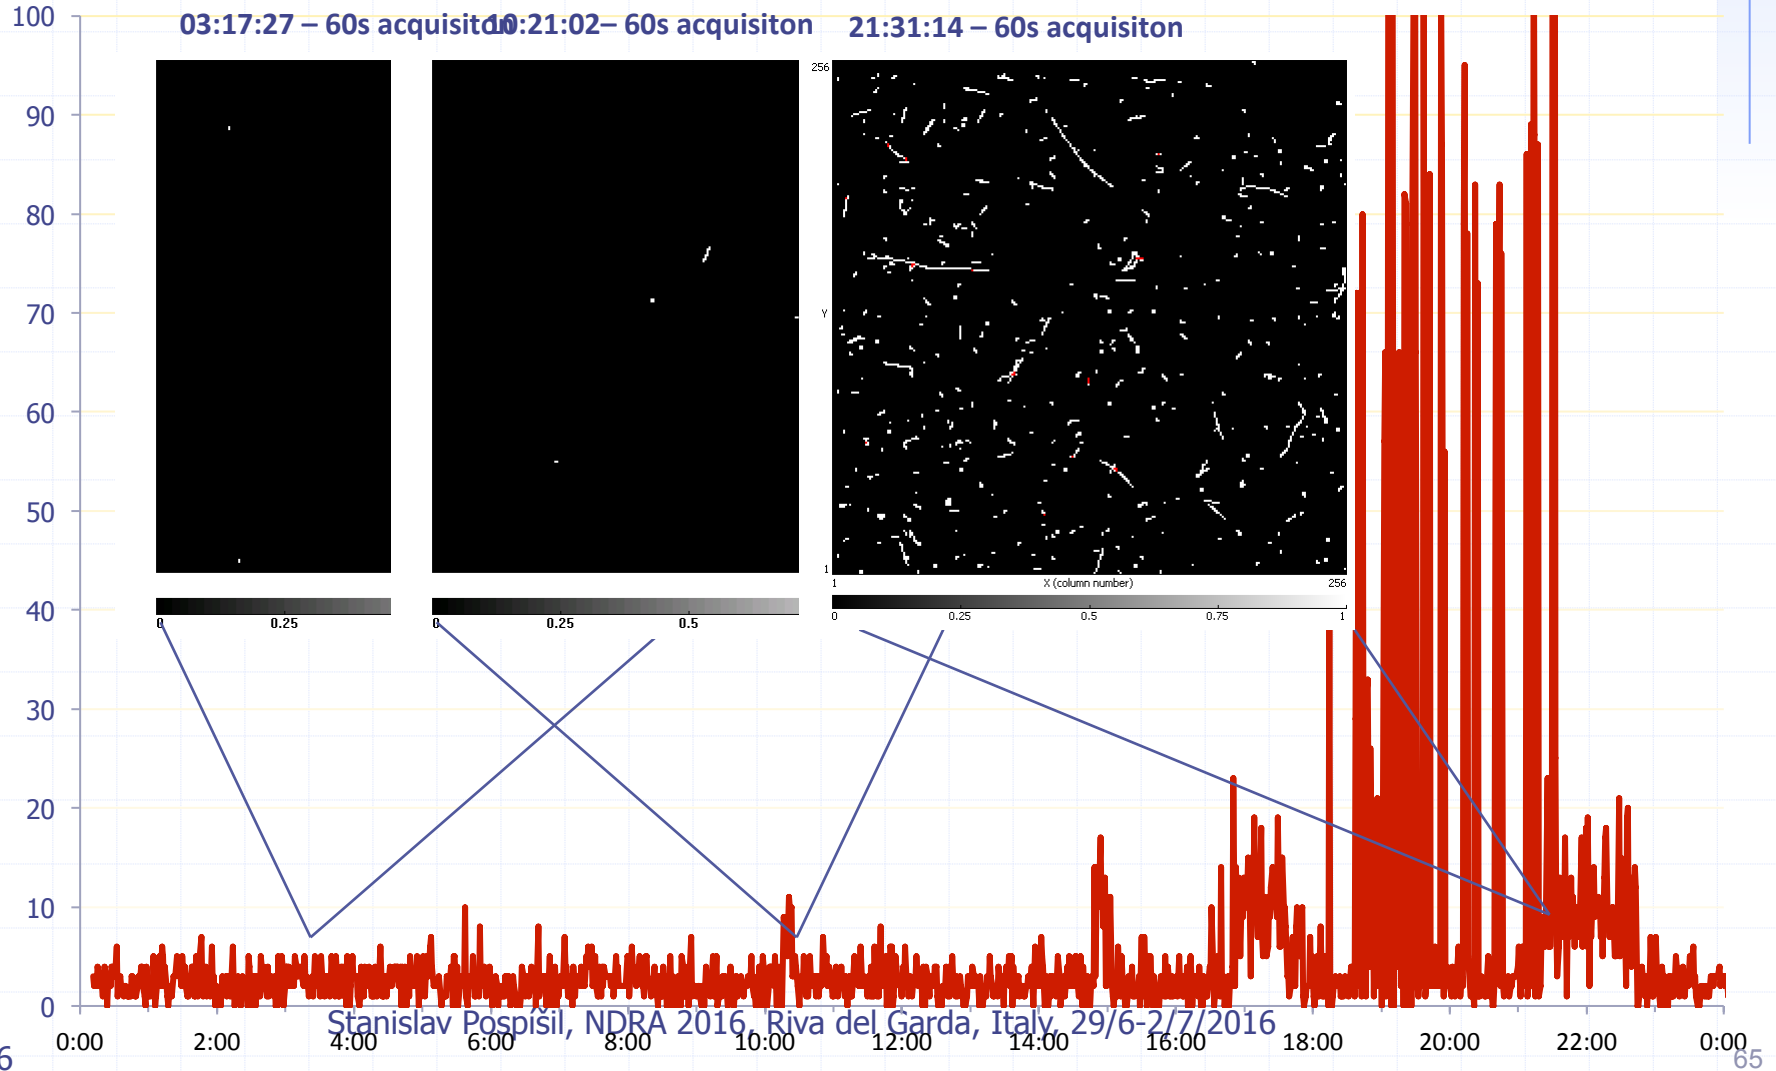 03:17:27 – 60s acquisiton
10:21:02– 60s acquisiton
21:31:14 – 60s acquisiton
100
90
80
70
60
50
40
30
20
10
0
256
Y
1
1 X (column number) 256
0 0.25
0 0.25 0.5
0 0.25 0.5 0.75 1
Stanislav Pospíšil, NDRA 2016, Riva del Garda, Italy, 29/6-2/7/2016
0:00 2:00 4:00 6:00 8:00 10:00 12:00 14:00 16:00 18:00 20:00 22:00 0:00
6
65